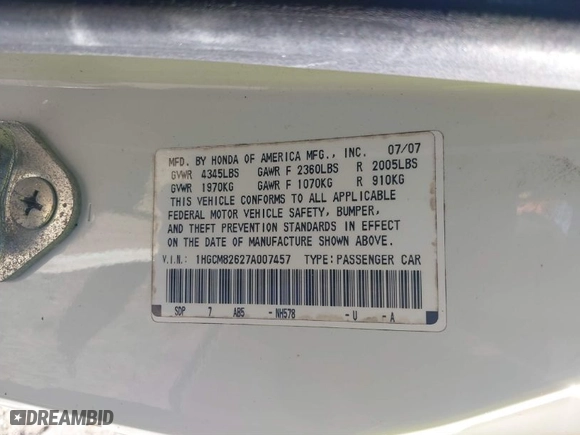 MFD. BY HONDA OF AMERICA MFG., INC. 07/07
GVWR 4345LBS GAWR F 2360LBS R 2005LBS
GVWR 1970KG GAWR F 1070KG R 910KG
THIS VEHICLE CONFORMS TO ALL APPLICABLE
FEDERAL MOTOR VEHICLE SAFETY, BUMPER,
AND THEFT PREVENTION STANDARDS IN EFFECT
ON THE DATE OF MANUFACTURE SHOWN ABOVE.
V.I.N.: 1HGCM82627A007457 TYPE: PASSENGER CAR
SDP 7 AB5 -NH578 -U -A
DREAMBID